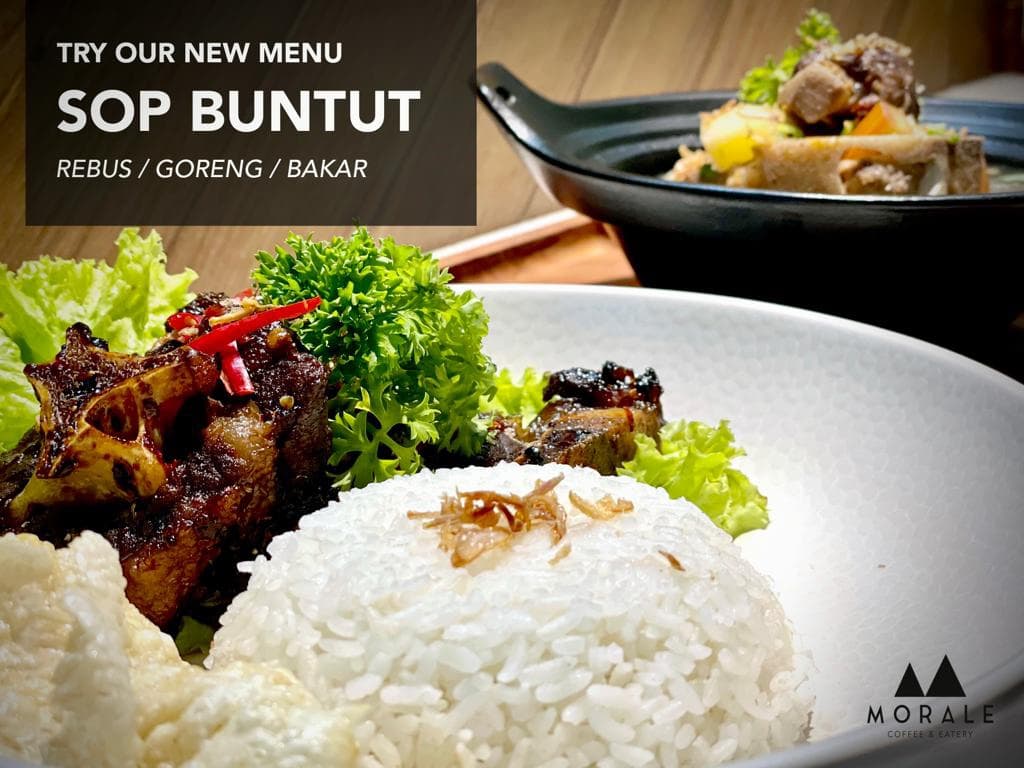 TRY OUR NEW MENU
SOP BUNTUT
REBUS / GORENG / BAKAR
MORALE
COFFEE & EATERY